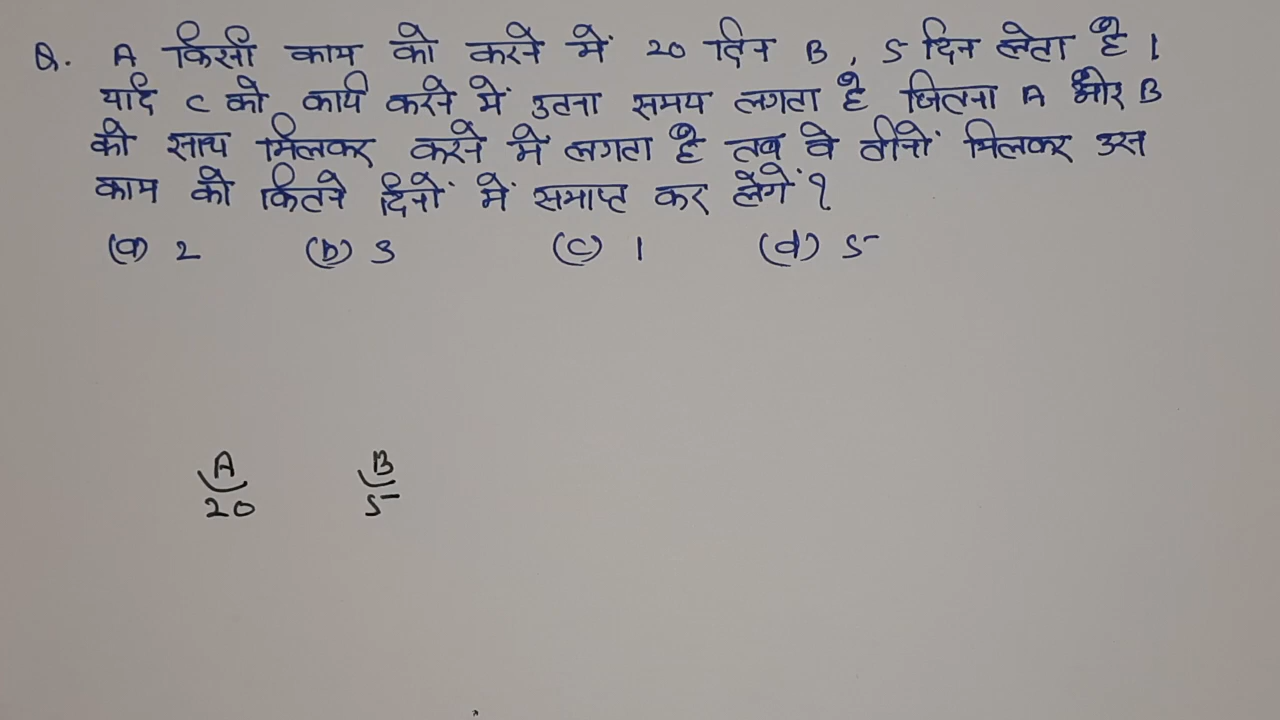 Q. A किसी काम को करने में 20 दिन B, 5 दिन लेता है।
यदि C को कार्य करने में उतना समय लगता है जितना A और B
को साथ मिलकर करने में लगता है तब वे तीनों मिलकर उस
काम को कितने दिनों में समाप्त कर लेगें?
(a) 2 (b) 3 (c) 1 (d) 5
A B
20 5